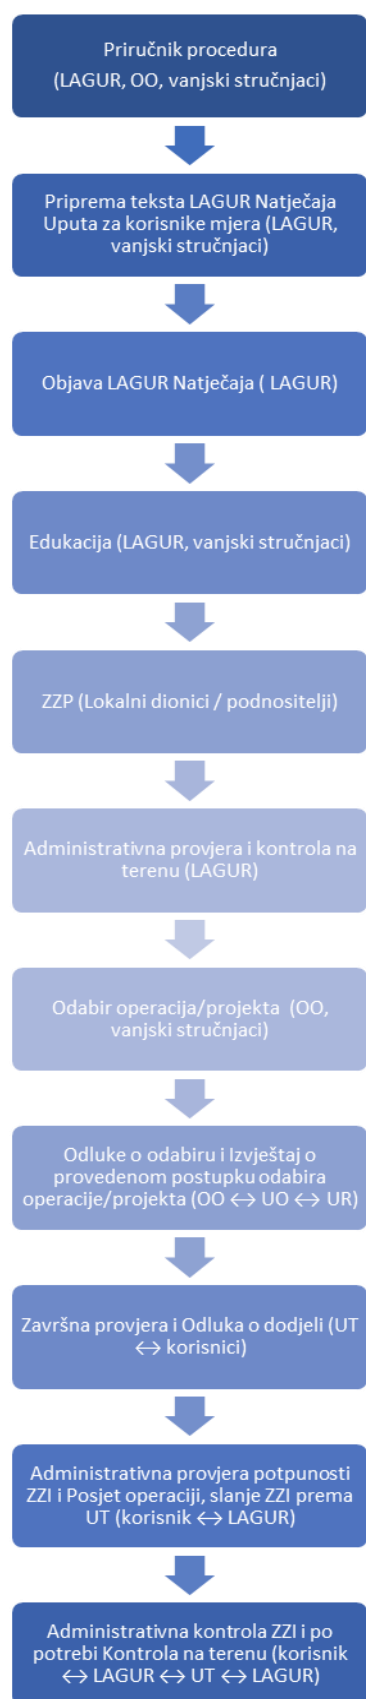 Priručnik procedura
(LAGUR, OO, vanjski stručnjaci)
Priprema teksta LAGUR Natječaja
Uputa za korisnike mjera (LAGUR,
vanjski stručnjaci)
Objava LAGUR Natječaja ( LAGUR)
Edukacija (LAGUR, vanjski stručnjaci)
ZZP (Lokalni dionici / podnositelji)
Administrativna provjera i kontrola na
terenu (LAGUR)
Odabir operacija/projekta (OO,
vanjski stručnjaci)
Odluke o odabiru i Izvještaj o
provedenom postupku odabira
operacije/projekta (OO ↔ UO ↔ UR)
Završna provjera i Odluka o dodjeli (UT
↔ korisnici)
Administrativna provjera potpunosti
ZZI i Posjet operaciji, slanje ZZI prema
UT (korisnik ↔ LAGUR)
Administrativna kontrola ZZI i po
potrebi Kontrola na terenu (korisnik
↔ LAGUR ↔ UT ↔ LAGUR)